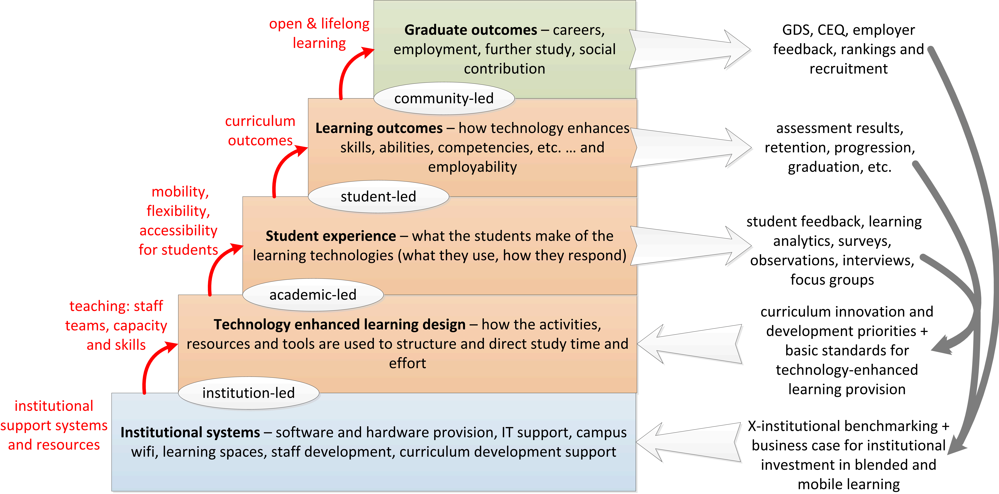 open & lifelong
learning
Graduate outcomes – careers,
employment, further study, social
contribution
GDS, CEQ, employer
feedback, rankings and
recruitment
community-led
curriculum
outcomes
Learning outcomes – how technology enhances
skills, abilities, competencies, etc. ... and
employability
assessment results,
retention, progression,
graduation, etc.
student-led
mobility,
flexibility,
accessibility
for students
Student experience – what the students make of the
learning technologies (what they use, how they respond)
student feedback, learning
analytics, surveys,
observations, interviews,
focus groups
academic-led
teaching: staff
teams, capacity
and skills
Technology enhanced learning design – how the activities,
resources and tools are used to structure and direct study time and
effort
curriculum innovation and
development priorities +
basic standards for
technology-enhanced
learning provision
institution-led
institutional
support systems
and resources
Institutional systems – software and hardware provision, IT support, campus
wifi, learning spaces, staff development, curriculum development support
X-institutional benchmarking +
business case for institutional
investment in blended and
mobile learning